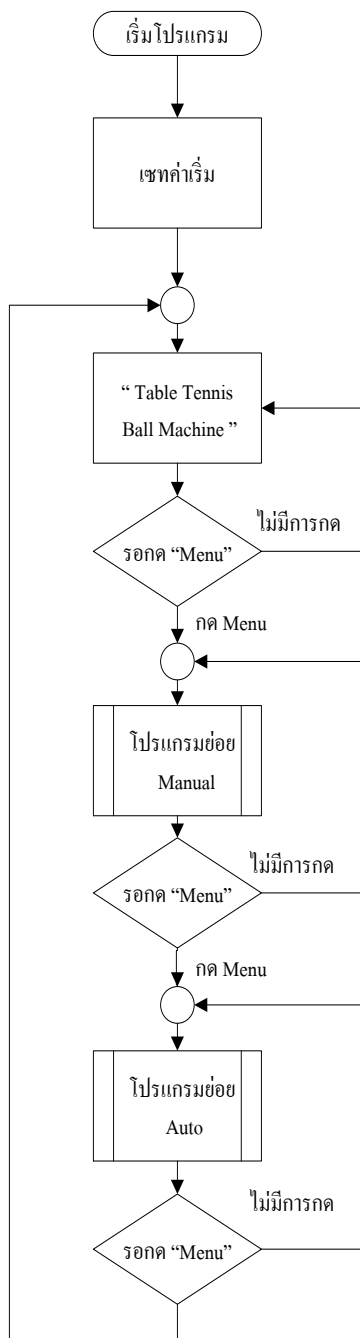 เริ่มโปรแกรม
เซทค่าเริ่ม
“ Table Tennis
Ball Machine ”
ไม่มีการกด
รอกด “Menu”
กด Menu
โปรแกรมย่อย
Manual
ไม่มีการกด
รอกด “Menu”
กด Menu
โปรแกรมย่อย
Auto
ไม่มีการกด
รอกด “Menu”